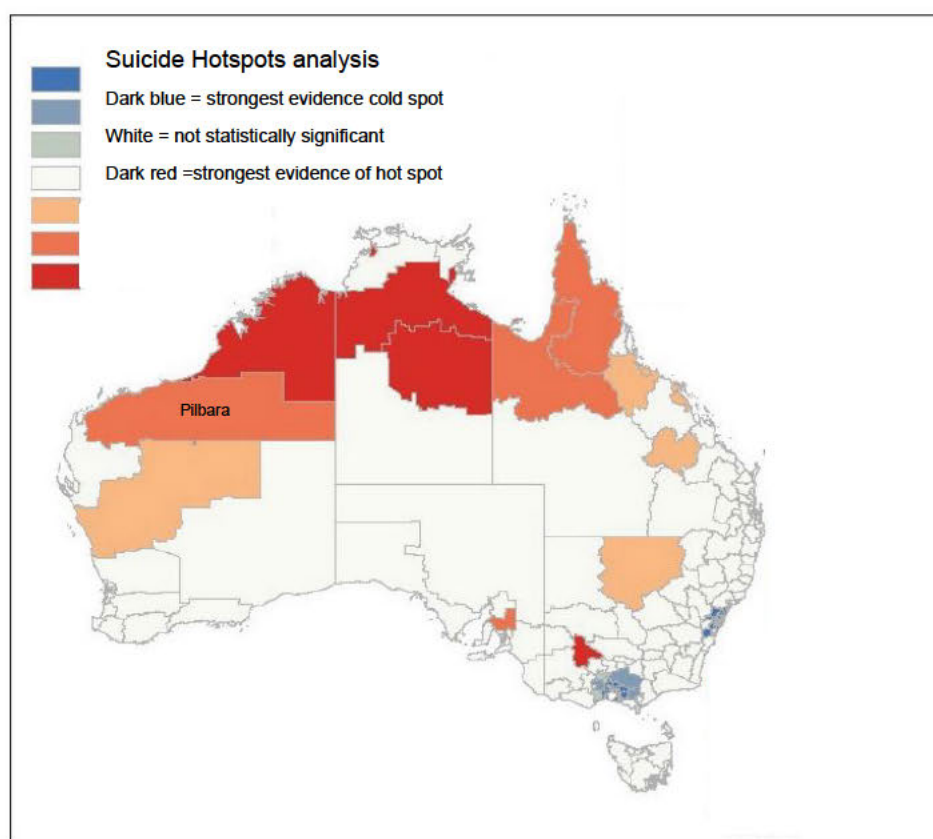 Suicide Hotspots analysis
Dark blue = strongest evidence cold spot
White = not statistically significant
Dark red =strongest evidence of hot spot
Pilbara